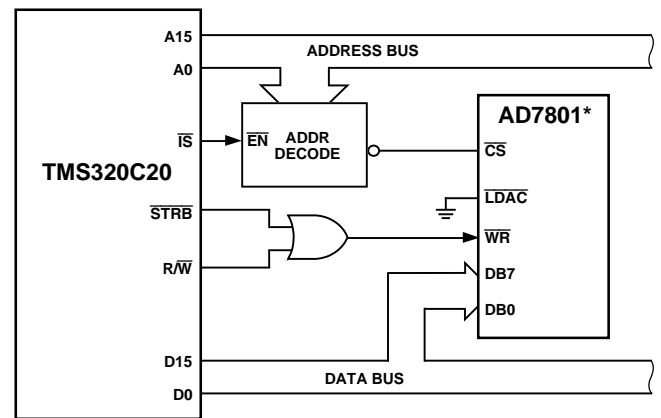 A15
ADDRESS BUS
A0
AD7801*
IS
EN
ADDR
DECODE
CS
TMS320C20
LDAC
STRB
WR
R/W
DB7
DB0
D15
DATA BUS
D0